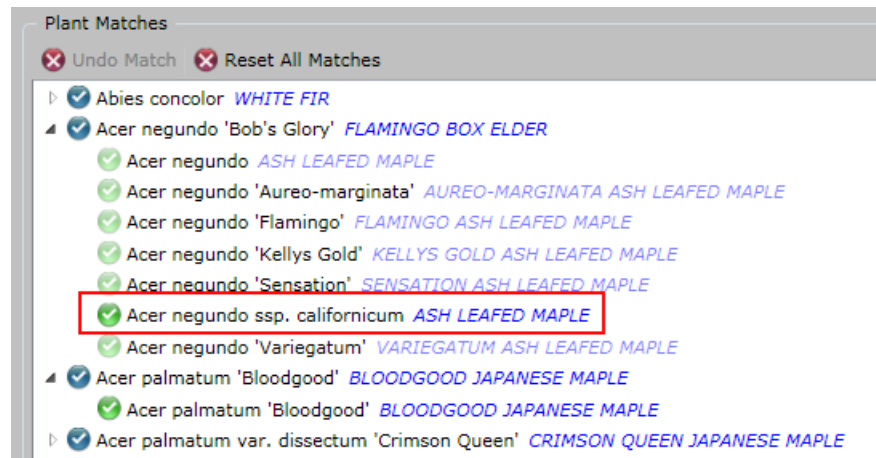 Plant Matches
Undo Match Reset All Matches
Abies concolor WHITE FIR
Acer negundo 'Bob's Glory' FLAMINGO BOX ELDER
Acer negundo ASH LEAFED MAPLE
Acer negundo 'Aureo-marginata' AUREO-MARGINATA ASH LEAFED MAPLE
Acer negundo 'Flamingo' FLAMINGO ASH LEAFED MAPLE
Acer negundo 'Kellys Gold' KELLYS GOLD ASH LEAFED MAPLE
Acer negundo 'Sensation' SENSATION ASH LEAFED MAPLE
Acer negundo ssp. californicum ASH LEAFED MAPLE
Acer negundo 'Variegatum' VARIEGATUM ASH LEAFED MAPLE
Acer palmatum 'Bloodgood' BLOODGOOD JAPANESE MAPLE
Acer palmatum 'Bloodgood' BLOODGOOD JAPANESE MAPLE
Acer palmatum var. dissectum 'Crimson Queen' CRIMSON QUEEN JAPANESE MAPLE